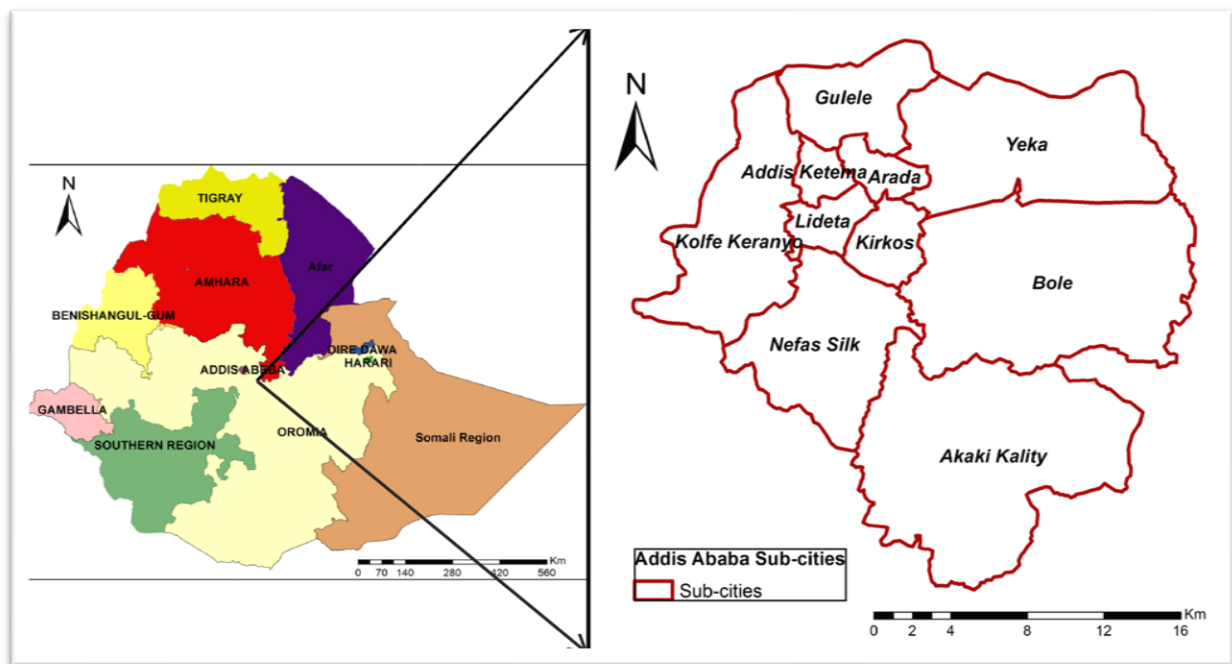 N
TIGRAY
Afar
AMHARA
BENISHANGUL-GUM
DIRE DAWA
HARARI
ADDIS ABEBA
GAMBELLA
OROMIA
SOUTHERN REGION
Somali Region
Km
0 70 140 280 420 560
N
Gulele
Yeka
Addis Ketema
Arada
Lideta
Kolfe Keranyo
Kirkos
Bole
Nefas Silk
Akaki Kality
Addis Ababa Sub-cities
Sub-cities
Km
0 2 4 8 12 16